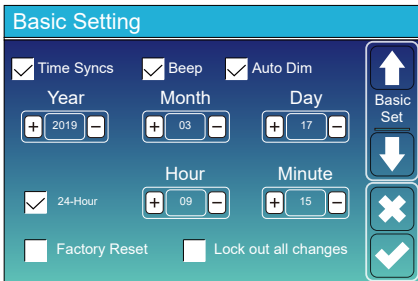 Basic Setting
Time Syncs Beep Auto Dim
Year Month Day
+ 2019 − + 03 − + 17 −
Basic
Set
Hour Minute
24-Hour + 09 − + 15 −
Factory Reset Lock out all changes